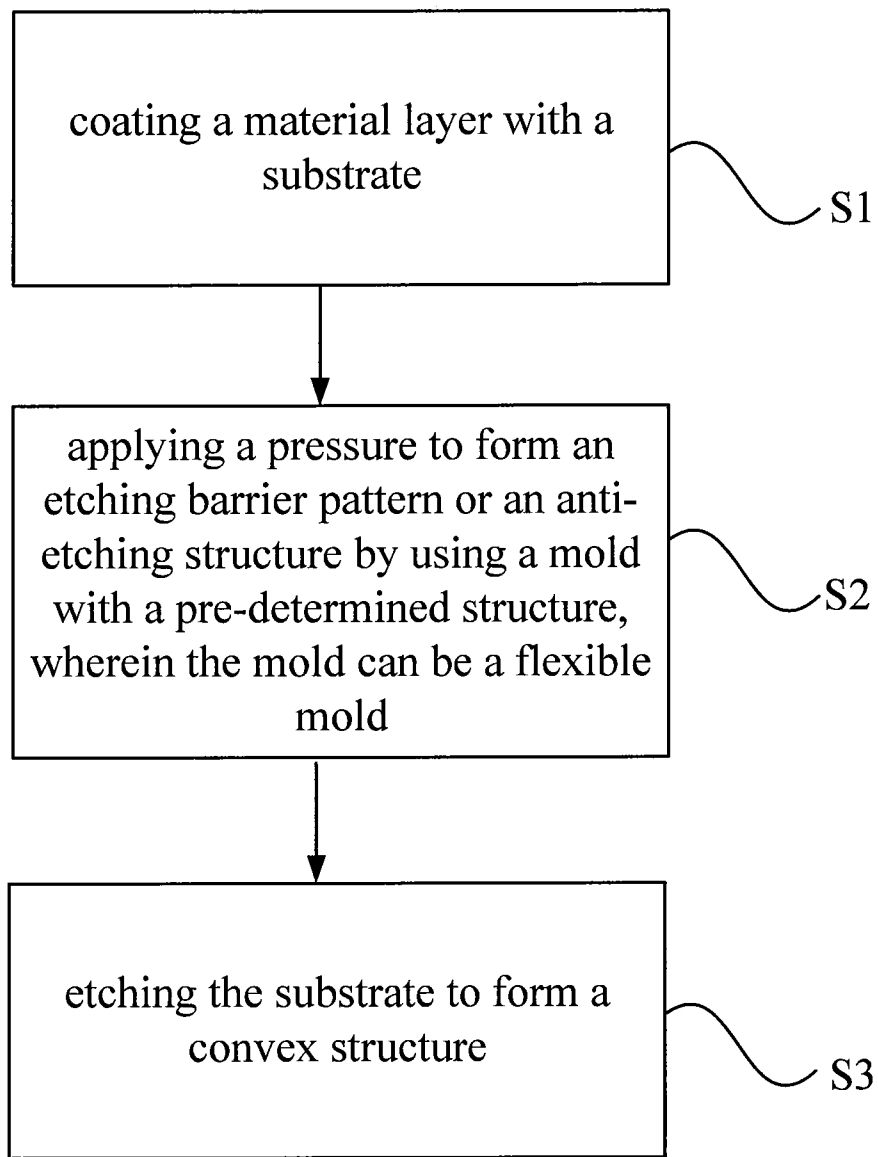 coating a material layer with a
substrate
S1
applying a pressure to form an
etching barrier pattern or an anti-
etching structure by using a mold
with a pre-determined structure,
wherein the mold can be a flexible
mold
S2
etching the substrate to form a
convex structure
S3